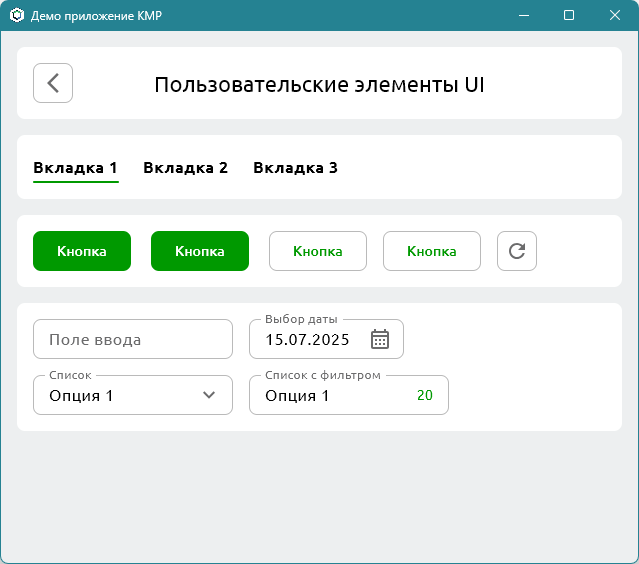 Демо приложение KMP
Пользовательские элементы UI
Вкладка 1 Вкладка 2 Вкладка 3
Кнопка Кнопка Кнопка Кнопка
Выбор даты
Поле ввода 15.07.2025
Список Список с фильтром
Опция 1 Опция 1 20